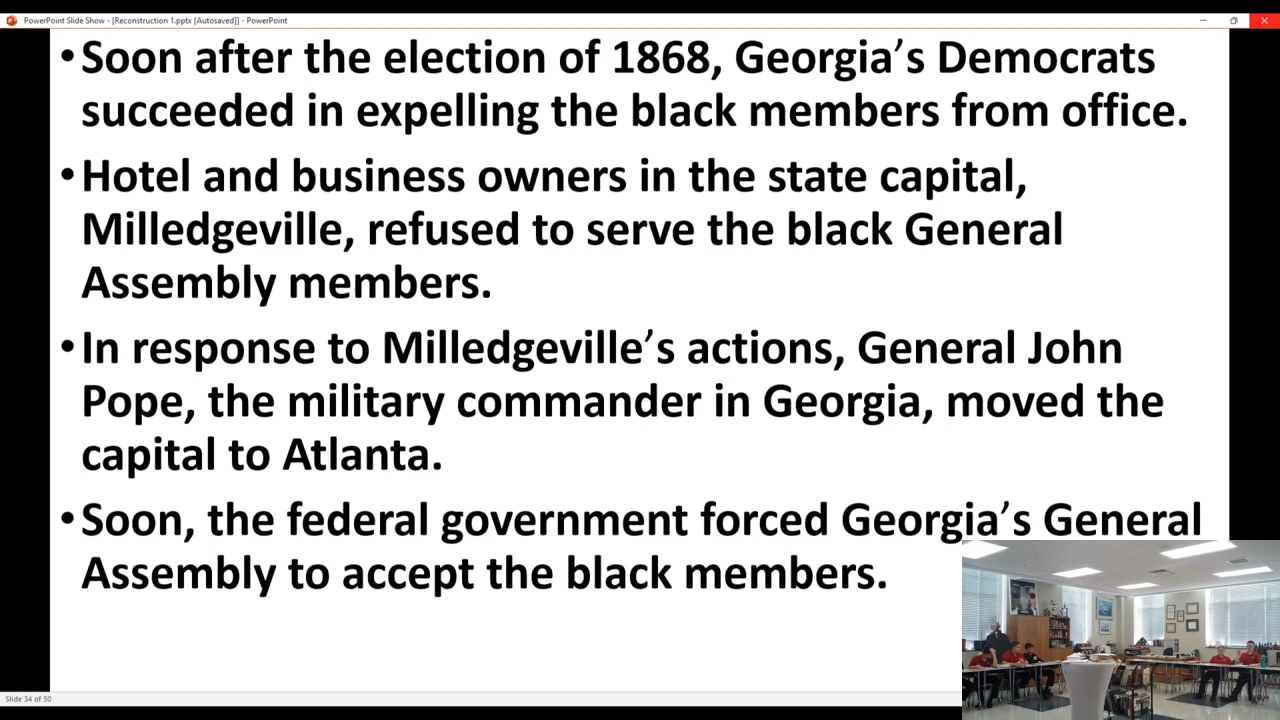 PowerPoint Slide Show - [Reconstruction 1.pptx [Autosaved]] - PowerPoint
•Soon after the election of 1868, Georgia’s Democrats
succeeded in expelling the black members from office.
•Hotel and business owners in the state capital,
Milledgeville, refused to serve the black General
Assembly members.
•In response to Milledgeville’s actions, General John
Pope, the military commander in Georgia, moved the
capital to Atlanta.
•Soon, the federal government forced Georgia’s General
Assembly to accept the black members.
Slide 34 of 50